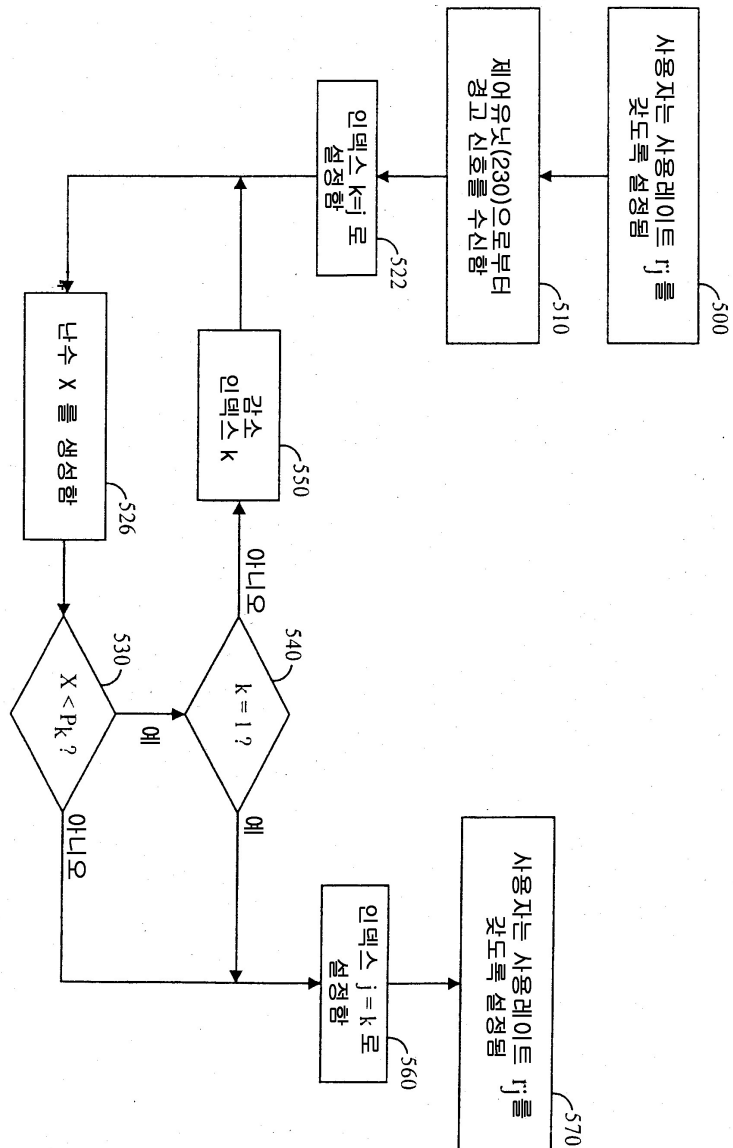 사용자는 사용레이트 rj 를
갖도록 설정됨
500
제어유닛(230)으로부터
경고 신호를 수신함
510
인덱스 k=j 로
설정함
522
난수 X 를 생성함
526
X < Pk ?
530
예
아니오
k = 1 ?
540
아니오
예
감소
인덱스 k
550
인덱스 j = k 로
설정함
560
사용자는 사용레이트 rj를
갖도록 설정됨
570